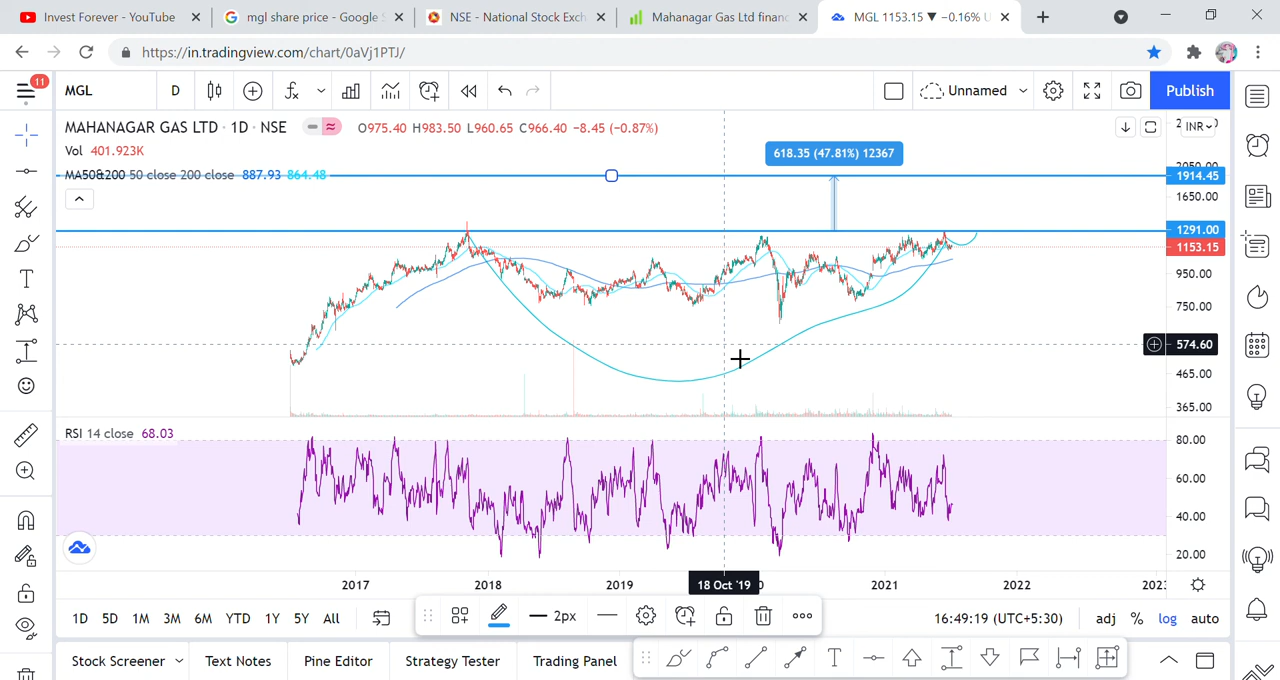 Invest Forever - YouTube
mgl share price - Google S
NSE - National Stock Exch
Mahanagar Gas Ltd financ
MGL 1153.15 ▼ −0.16% U
https://in.tradingview.com/chart/0aVj1PTJ/
11
MGL
D
Unnamed
Publish
MAHANAGAR GAS LTD · 1D · NSE
O975.40 H983.50 L960.65 C966.40 −8.45 (−0.87%)
INR
Vol 401.923K
618.35 (47.81%) 12367
2050.00
MA50&200 50 close 200 close 887.93 864.48
1914.45
1650.00
1291.00
1153.15
950.00
750.00
574.60
465.00
365.00
RSI 14 close 68.03
80.00
60.00
40.00
20.00
2017
2018
2019
18 Oct '19
2021
2022
2023
1D
5D
1M
3M
6M
YTD
1Y
5Y
All
2px
16:49:19 (UTC+5:30)
adj
%
log
auto
Stock Screener
Text Notes
Pine Editor
Strategy Tester
Trading Panel